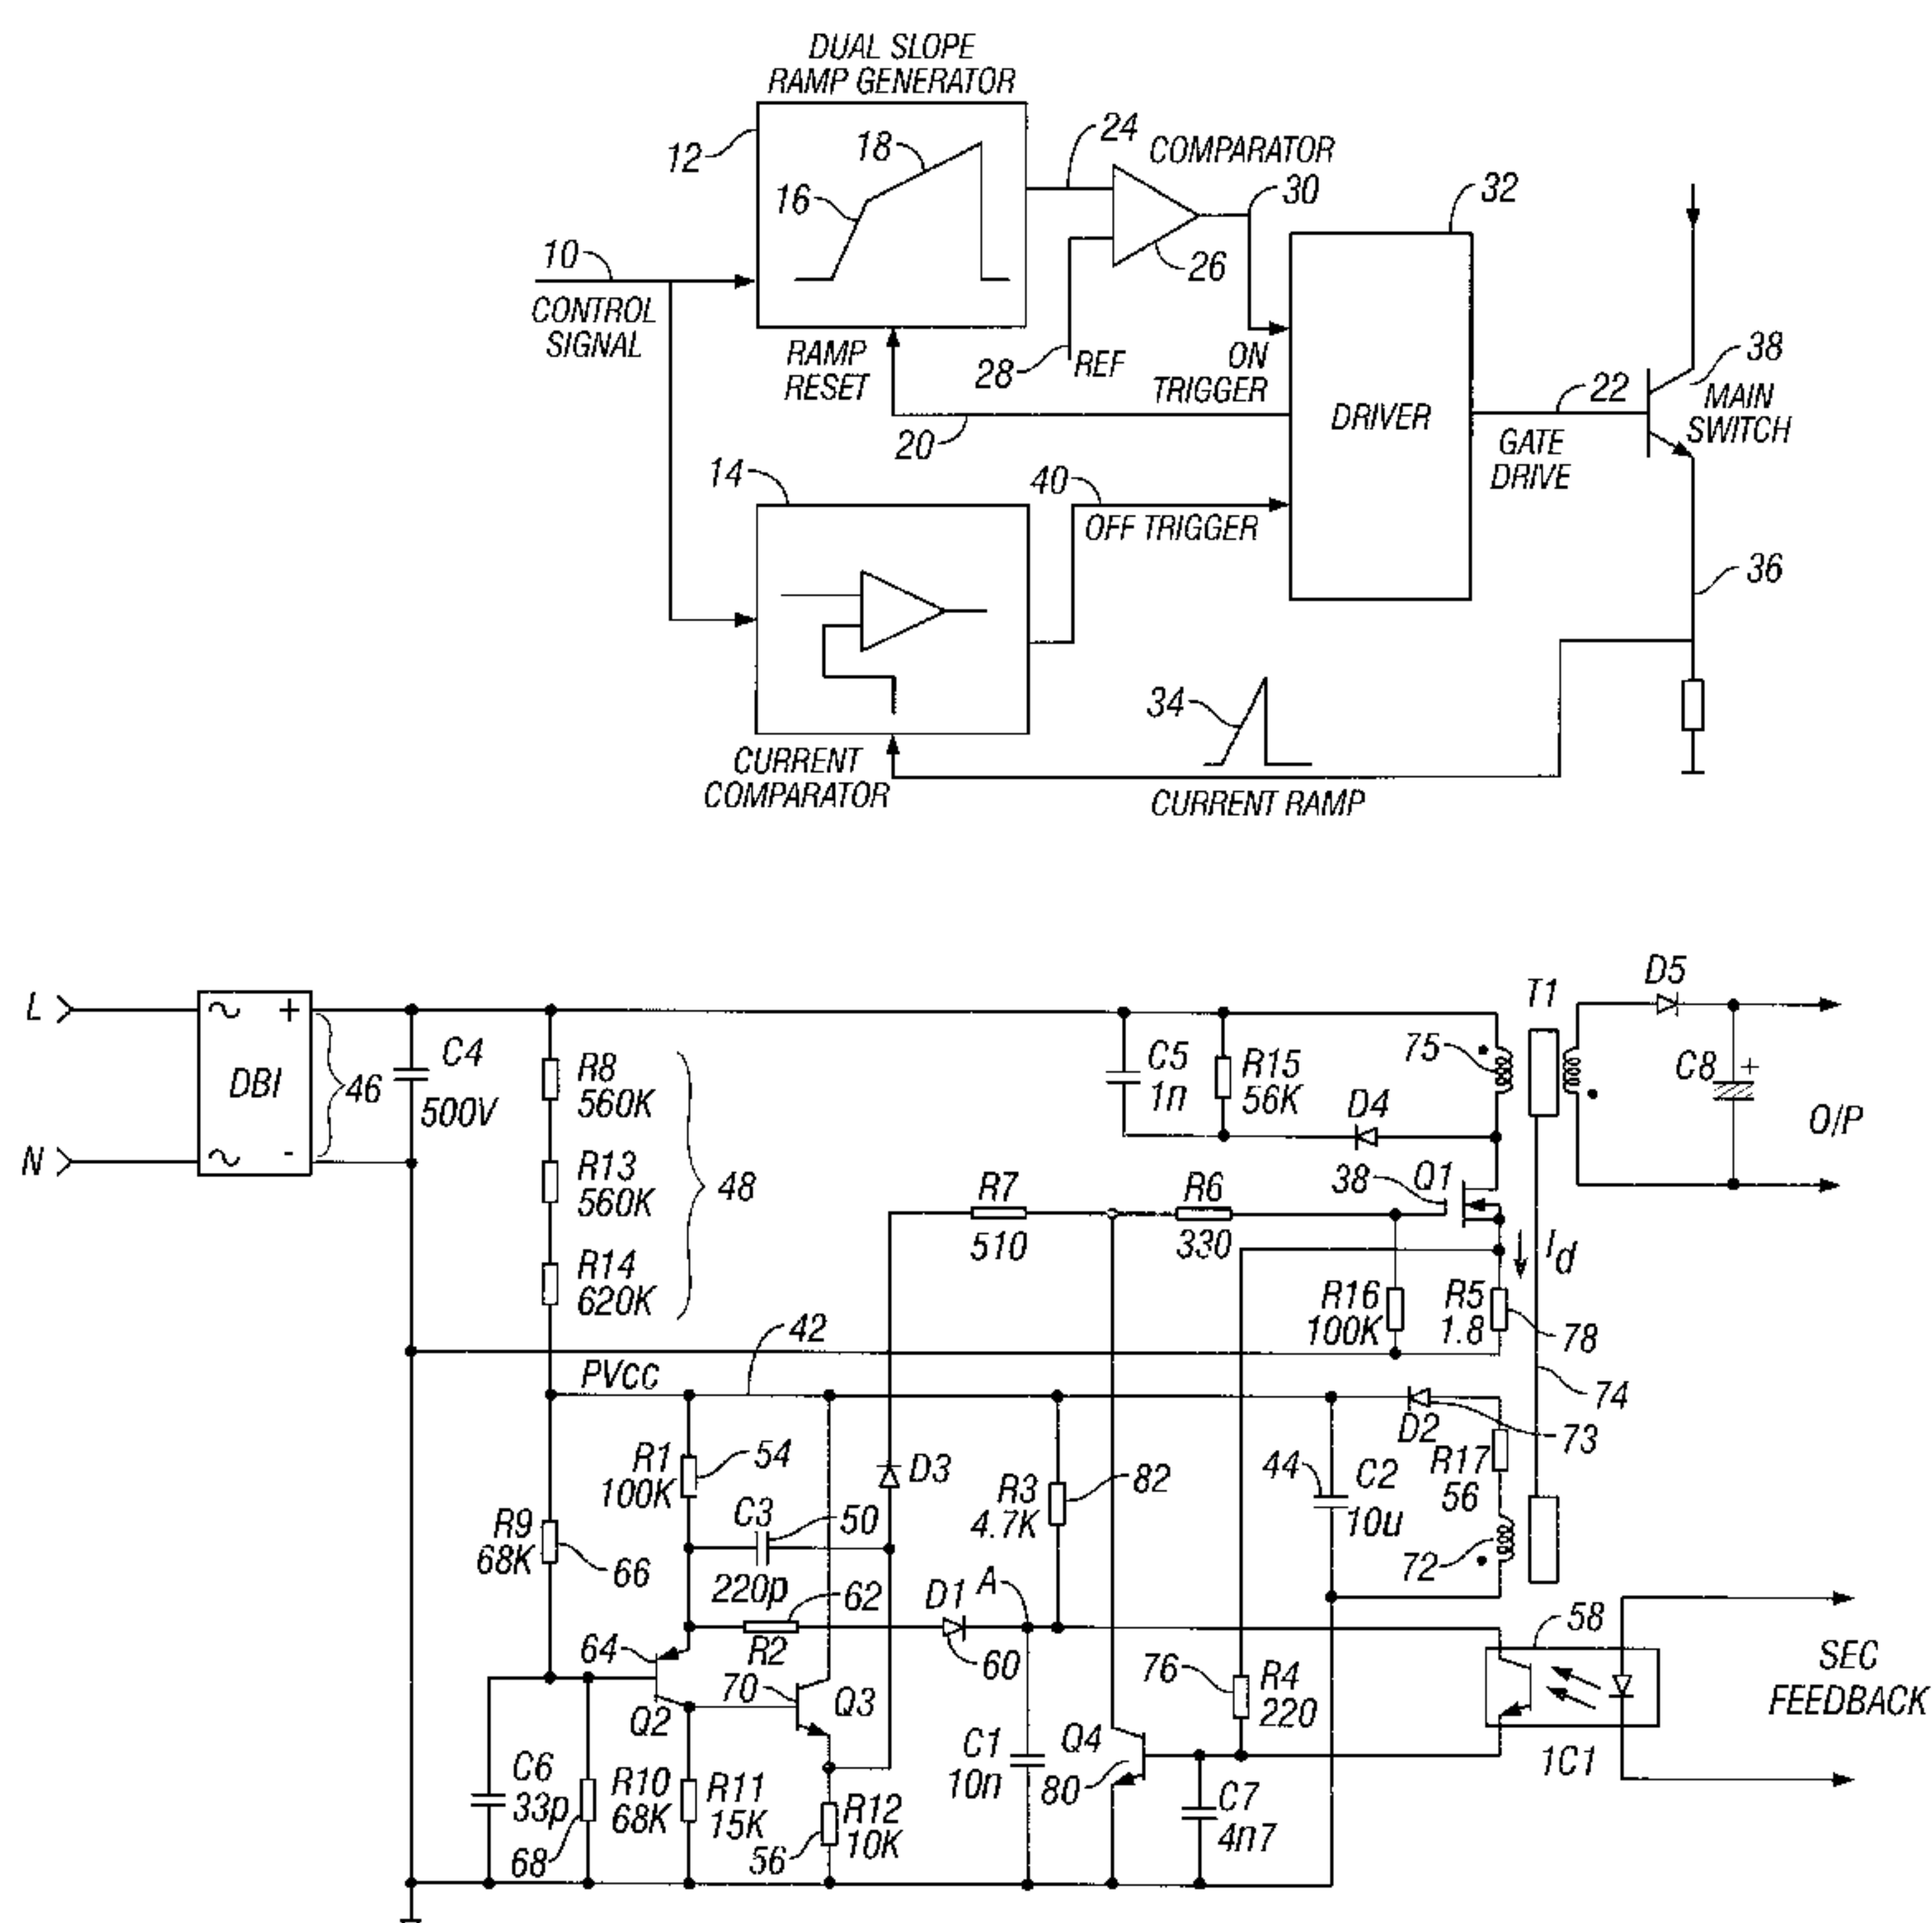 DUAL SLOPE
RAMP GENERATOR
12
16
18
24
COMPARATOR
30
26
32
10
CONTROL
SIGNAL
RAMP
RESET
28
REF
ON
TRIGGER
20
DRIVER
22
GATE
DRIVE
38
MAIN
SWITCH
14
40
OFF TRIGGER
36
34
CURRENT
COMPARATOR
CURRENT RAMP
L
N
~ +
DBI
~ -
46
C4
500V
R8
560K
R13
560K
R14
620K
48
C5
1n
R15
56K
D4
75
T1
D5
C8 +
O/P
38
Q1
R7
510
R6
330
Id
R16
100K
R5
1.8
78
42
PVCC
74
R1
100K
54
D3
R3
4.7K
82
44
C2
10u
D2
73
R17
56
72
C3
50
220p
R9
68K
66
62
R2
D1
A
60
64
Q2
70
Q3
76
R4
220
58
SEC
FEEDBACK
1C1
C6
33p
68
R10
68K
R11
15K
56
R12
10K
C1
10n
Q4
80
C7
4n7